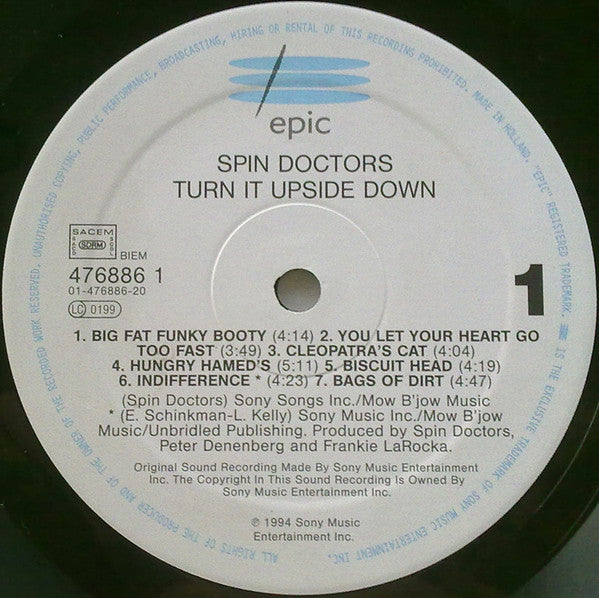 epic
SPIN DOCTORS
TURN IT UPSIDE DOWN
SACEM
SACD SDRM SGDL
BIEM
476886 1
01-476886-20
LC 0199
1
1. BIG FAT FUNKY BOOTY (4:14) 2. YOU LET YOUR HEART GO
TOO FAST (3:49) 3. CLEOPATRA'S CAT (4:04)
4. HUNGRY HAMED'S (5:11) 5. BISCUIT HEAD (4:19)
6. INDIFFERENCE * (4:23) 7. BAGS OF DIRT (4:47)
(Spin Doctors) Sony Songs Inc./Mow B'jow Music
* (E. Schinkman-L. Kelly) Sony Music Inc./Mow B'jow
Music/Unbridled Publishing. Produced by Spin Doctors,
Peter Denenberg and Frankie LaRocka.
Original Sound Recording Made By Sony Music Entertainment
Inc. The Copyright In This Sound Recording Is Owned By
Sony Music Entertainment Inc.
℗ 1994 Sony Music
Entertainment Inc.
ALL RIGHTS OF THE PRODUCER AND OF THE OWNER OF THE RECORDED WORK RESERVED. UNAUTHORISED COPYING, PUBLIC PERFORMANCE, BROADCASTING, HIRING OR RENTAL OF THIS RECORDING PROHIBITED. MADE IN HOLLAND. "EPIC" REGISTERED TRADEMARK. IS THE EXCLUSIVE TRADEMARK OF SONY MUSIC ENTERTAINMENT INC.